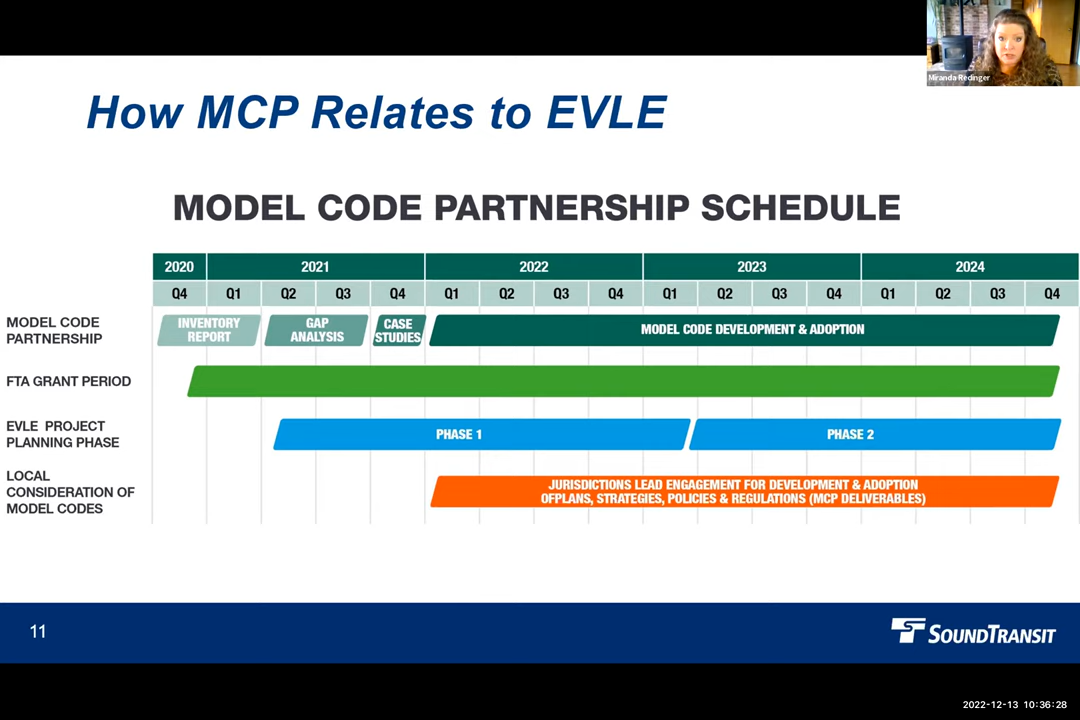 Miranda Redinger
How MCP Relates to EVLE
MODEL CODE PARTNERSHIP SCHEDULE
2020 2021 2022 2023 2024
Q4 Q1 Q2 Q3 Q4 Q1 Q2 Q3 Q4 Q1 Q2 Q3 Q4 Q1 Q2 Q3 Q4
MODEL CODE
PARTNERSHIP
INVENTORY
REPORT
GAP
ANALYSIS
CASE
STUDIES
MODEL CODE DEVELOPMENT & ADOPTION
FTA GRANT PERIOD
EVLE PROJECT
PLANNING PHASE
PHASE 1
PHASE 2
LOCAL
CONSIDERATION OF
MODEL CODES
JURISDICTIONS LEAD ENGAGEMENT FOR DEVELOPMENT & ADOPTION
OFPLANS, STRATEGIES, POLICIES & REGULATIONS (MCP DELIVERABLES)
11
SOUNDTRANSIT
2022-12-13 10:36:28